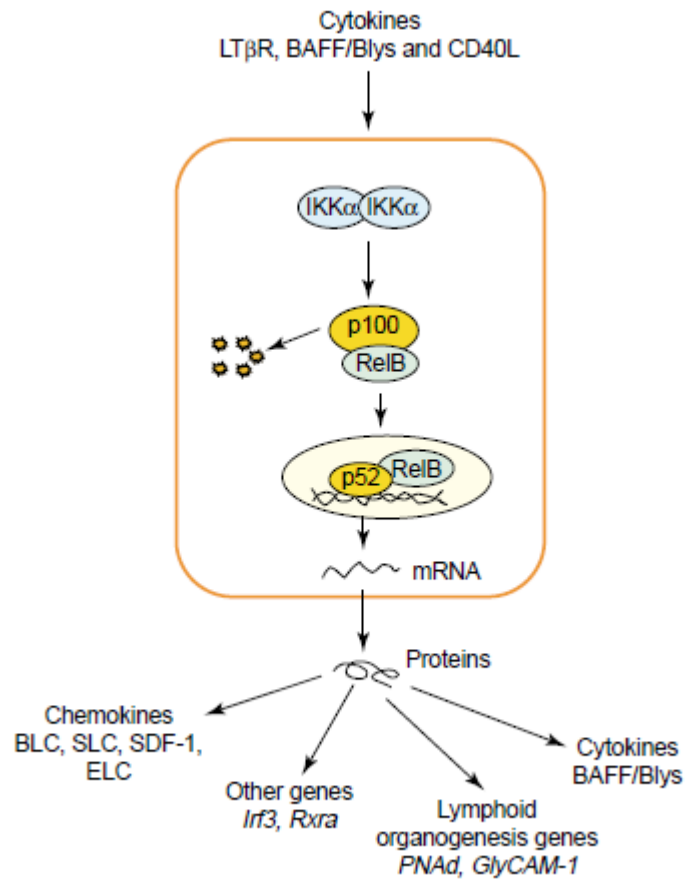 Cytokines
LTβR, BAFF/Blys and CD40L
IKKα IKKα
p100
RelB
p52 RelB
mRNA
Proteins
Chemokines
BLC, SLC, SDF-1,
ELC
Other genes
Irf3, Rxra
Lymphoid
organogenesis genes
PNAd, GlyCAM-1
Cytokines
BAFF/Blys